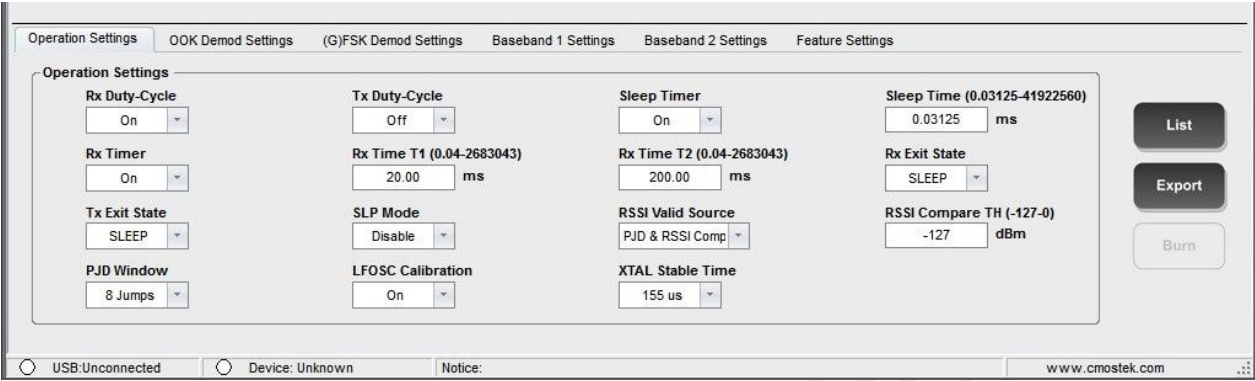 Operation Settings OOK Demod Settings (G)FSK Demod Settings Baseband 1 Settings Baseband 2 Settings Feature Settings
Operation Settings
Rx Duty-Cycle Tx Duty-Cycle Sleep Timer Sleep Time (0.03125-41922560)
On Off On 0.03125 ms
List
Rx Timer Rx Time T1 (0.04-2683043) Rx Time T2 (0.04-2683043) Rx Exit State
On 20.00 ms 200.00 ms SLEEP
Export
Tx Exit State SLP Mode RSSI Valid Source RSSI Compare TH (-127-0)
SLEEP Disable PJD & RSSI Comp -127 dBm
Burn
PJD Window LFOSC Calibration XTAL Stable Time
8 Jumps On 155 us
USB:Unconnected Device: Unknown Notice: www.cmostek.com